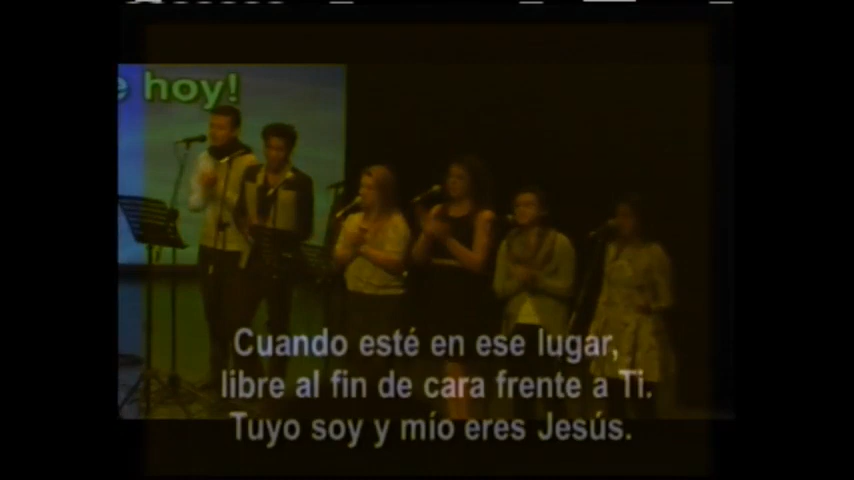 hoy!
Cuando esté en ese lugar,
libre al fin de cara frente a Ti.
Tuyo soy y mío eres Jesús.